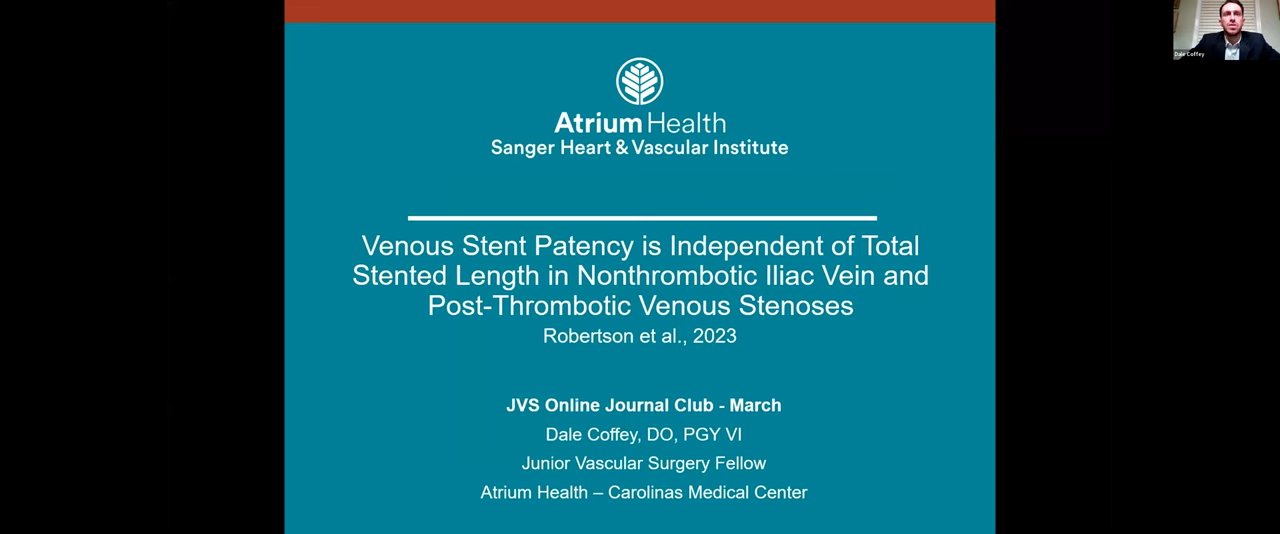 Atrium Health
Sanger Heart & Vascular Institute
Venous Stent Patency is Independent of Total
Stented Length in Nonthrombotic Iliac Vein and
Post-Thrombotic Venous Stenoses
Robertson et al., 2023
JVS Online Journal Club - March
Dale Coffey, DO, PGY VI
Junior Vascular Surgery Fellow
Atrium Health – Carolinas Medical Center
Dale Coffey